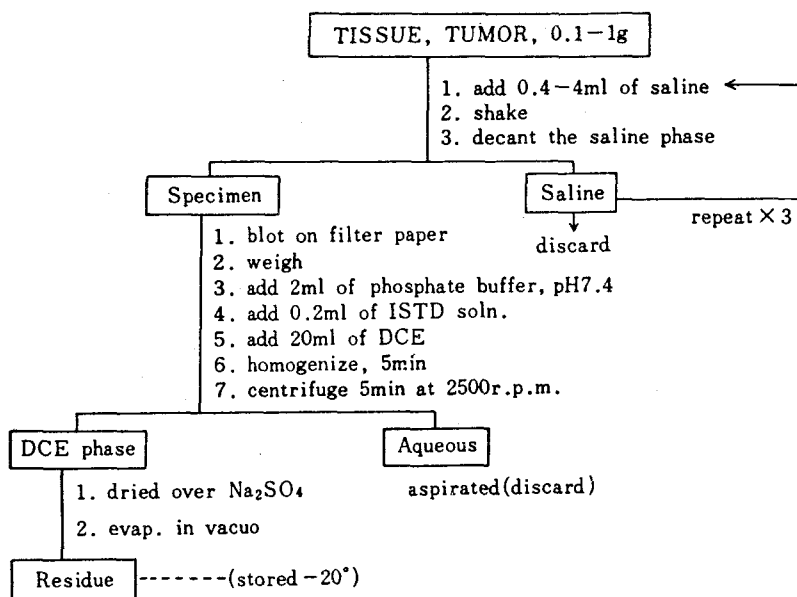 TISSUE, TUMOR, 0.1−1g
1. add 0.4−4ml of saline
2. shake
3. decant the saline phase
Specimen
Saline
repeat × 3
discard
1. blot on filter paper
2. weigh
3. add 2ml of phosphate buffer, pH7.4
4. add 0.2ml of ISTD soln.
5. add 20ml of DCE
6. homogenize, 5min
7. centrifuge 5min at 2500r.p.m.
DCE phase
Aqueous
1. dried over Na₂SO₄
aspirated(discard)
2. evap. in vacuo
Residue -------(stored −20°)